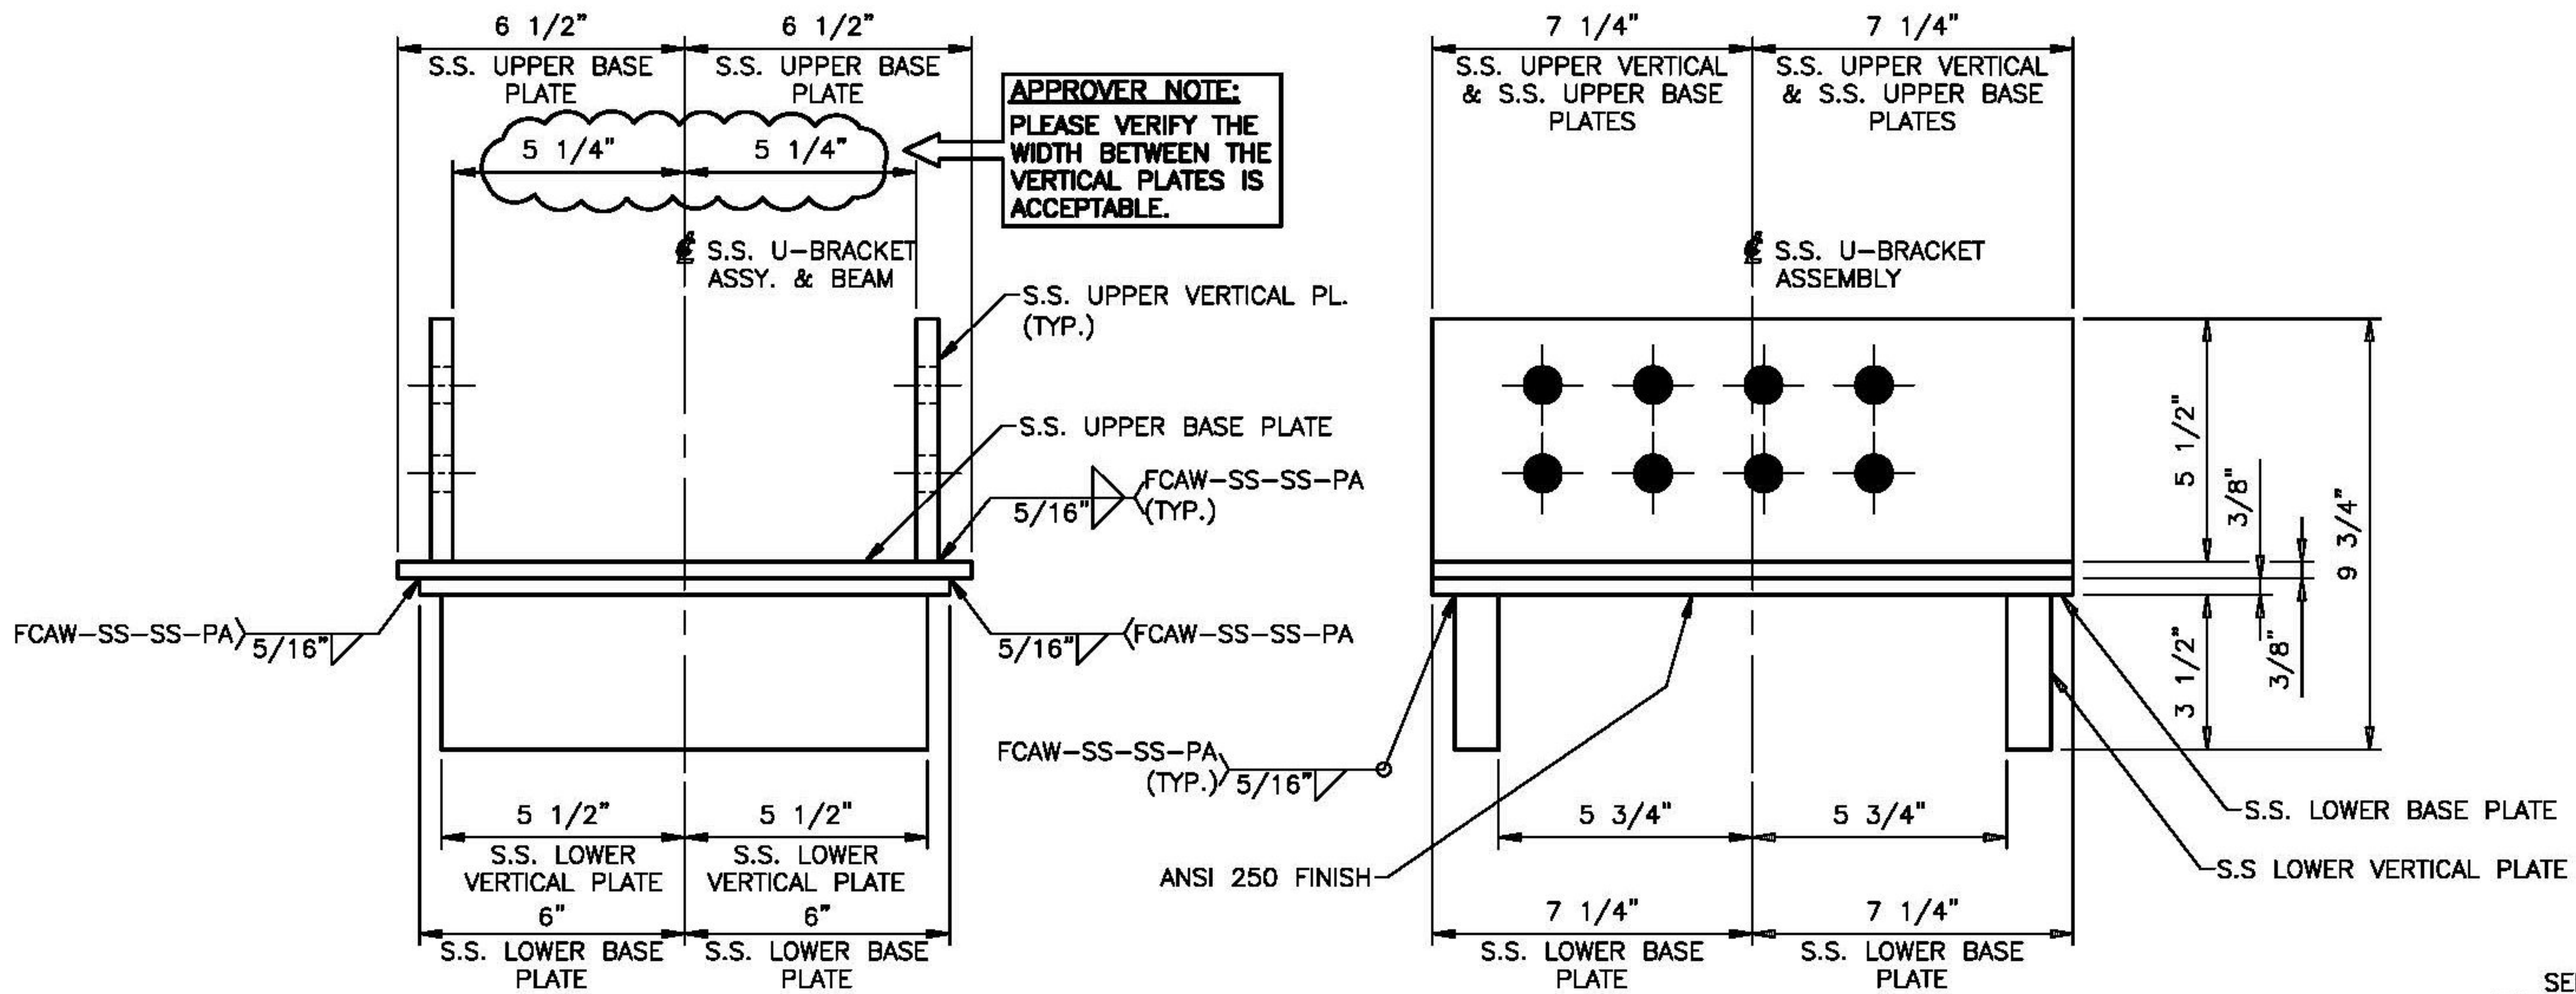 6 1/2"
6 1/2"
S.S. UPPER BASE
PLATE
S.S. UPPER BASE
PLATE
5 1/4"
5 1/4"
APPROVER NOTE:
PLEASE VERIFY THE
WIDTH BETWEEN THE
VERTICAL PLATES IS
ACCEPTABLE.
S.S. U-BRACKET
ASSY. & BEAM
S.S. UPPER VERTICAL PL.
(TYP.)
S.S. UPPER BASE PLATE
5/16"
FCAW-SS-SS-PA
(TYP.)
FCAW-SS-SS-PA
5/16"
5/16"
FCAW-SS-SS-PA
5 1/2"
5 1/2"
S.S. LOWER
VERTICAL PLATE
S.S. LOWER
VERTICAL PLATE
6"
6"
S.S. LOWER BASE
PLATE
S.S. LOWER BASE
PLATE
7 1/4"
7 1/4"
S.S. UPPER VERTICAL
& S.S. UPPER BASE
PLATES
S.S. UPPER VERTICAL
& S.S. UPPER BASE
PLATES
S.S. U-BRACKET
ASSEMBLY
5 1/2"
3/8"
9 3/4"
3 1/2"
3/8"
FCAW-SS-SS-PA
(TYP.)
5/16"
ANSI 250 FINISH
5 3/4"
5 3/4"
S.S. LOWER BASE PLATE
S.S LOWER VERTICAL PLATE
7 1/4"
7 1/4"
S.S. LOWER BASE
PLATE
S.S. LOWER BASE
PLATE